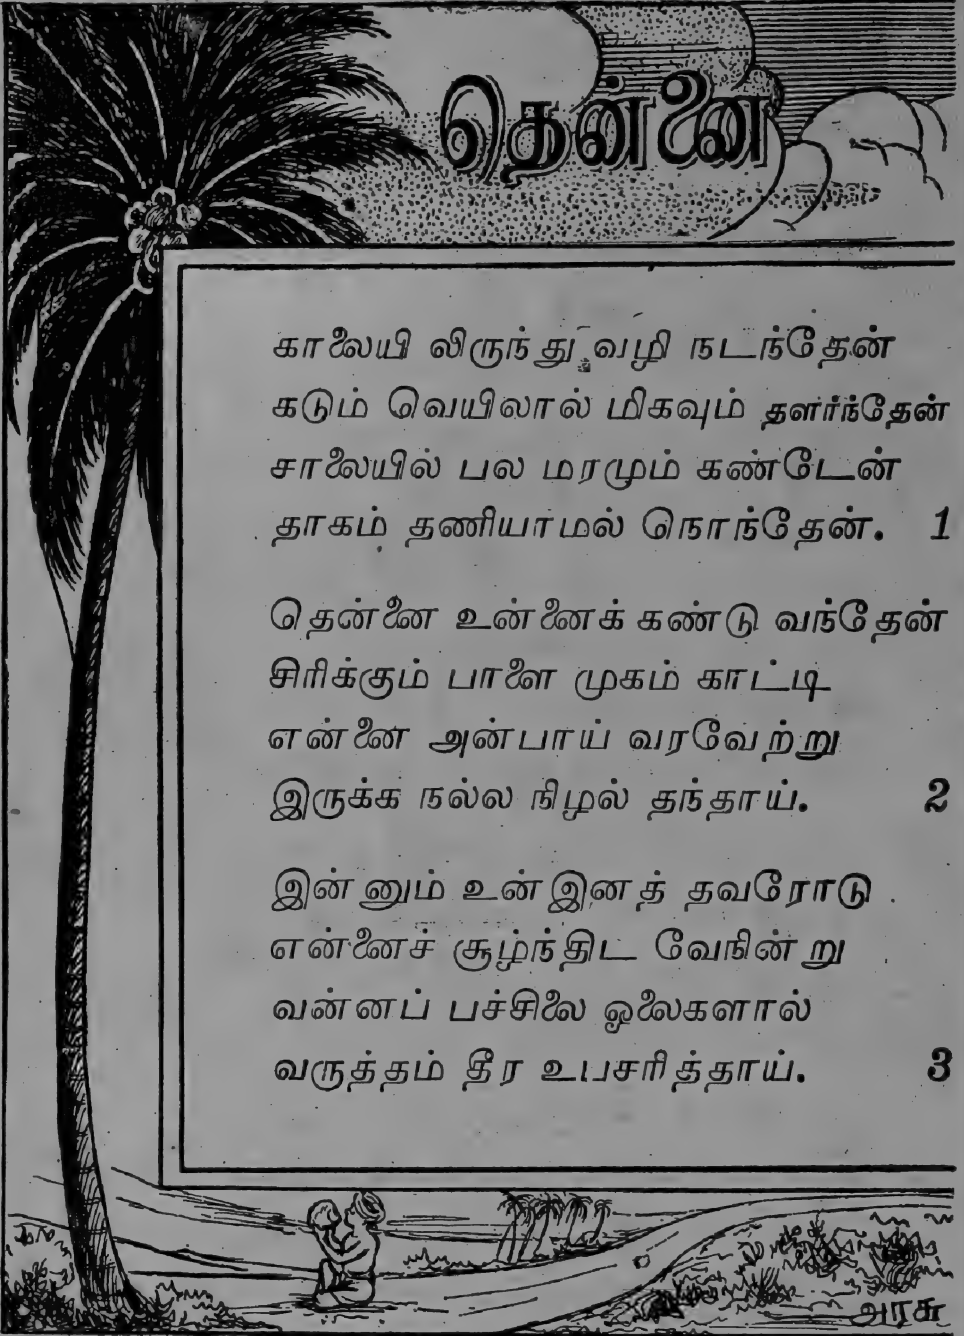 தென்னை
காலையி லிருந்து வழி நடந்தேன்
கடும் வெயிலால் மிகவும் தளர்ந்தேன்
சாலையில் பல மரமும் கண்டேன்
தாகம் தணியாமல் நொந்தேன். 1
தென்னை உன்னைக் கண்டு வந்தேன்
சிரிக்கும் பாளை முகம் காட்டி
என்னை அன்பாய் வரவேற்று
இருக்க நல்ல நிழல் தந்தாய். 2
இன்னும் உன் இனத் தவரோடு
என்னைச் சூழ்ந்திட வேநின்று
வன்னப் பச்சிலை ஓலைகளால்
வருத்தம் தீர உபசரித்தாய். 3
அரசு